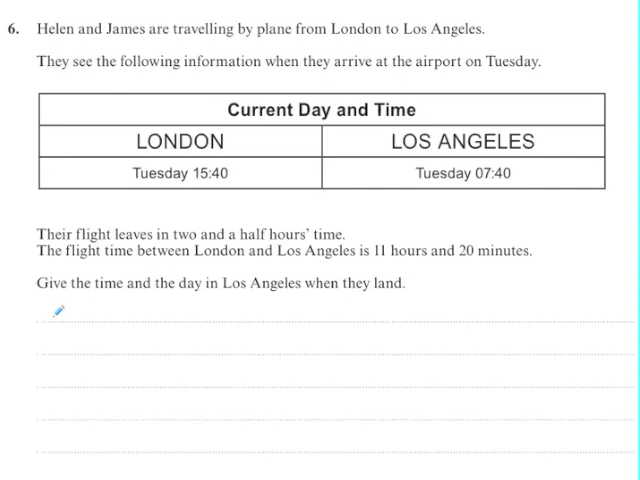 6. Helen and James are travelling by plane from London to Los Angeles.
They see the following information when they arrive at the airport on Tuesday.
Current Day and Time
LONDON LOS ANGELES
Tuesday 15:40 Tuesday 07:40
Their flight leaves in two and a half hours' time.
The flight time between London and Los Angeles is 11 hours and 20 minutes.
Give the time and the day in Los Angeles when they land.